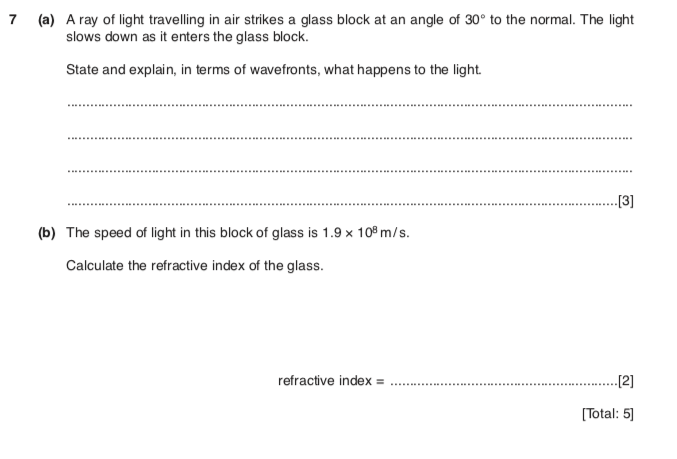 7 (a) A ray of light travelling in air strikes a glass block at an angle of 30° to the normal. The light
slows down as it enters the glass block.
State and explain, in terms of wavefronts, what happens to the light.
..........................................................................................................................................
..........................................................................................................................................
..........................................................................................................................................
......................................................................................................................................[3]
(b) The speed of light in this block of glass is 1.9 × 10⁸ m/s.
Calculate the refractive index of the glass.
refractive index = ........................................................[2]
[Total: 5]